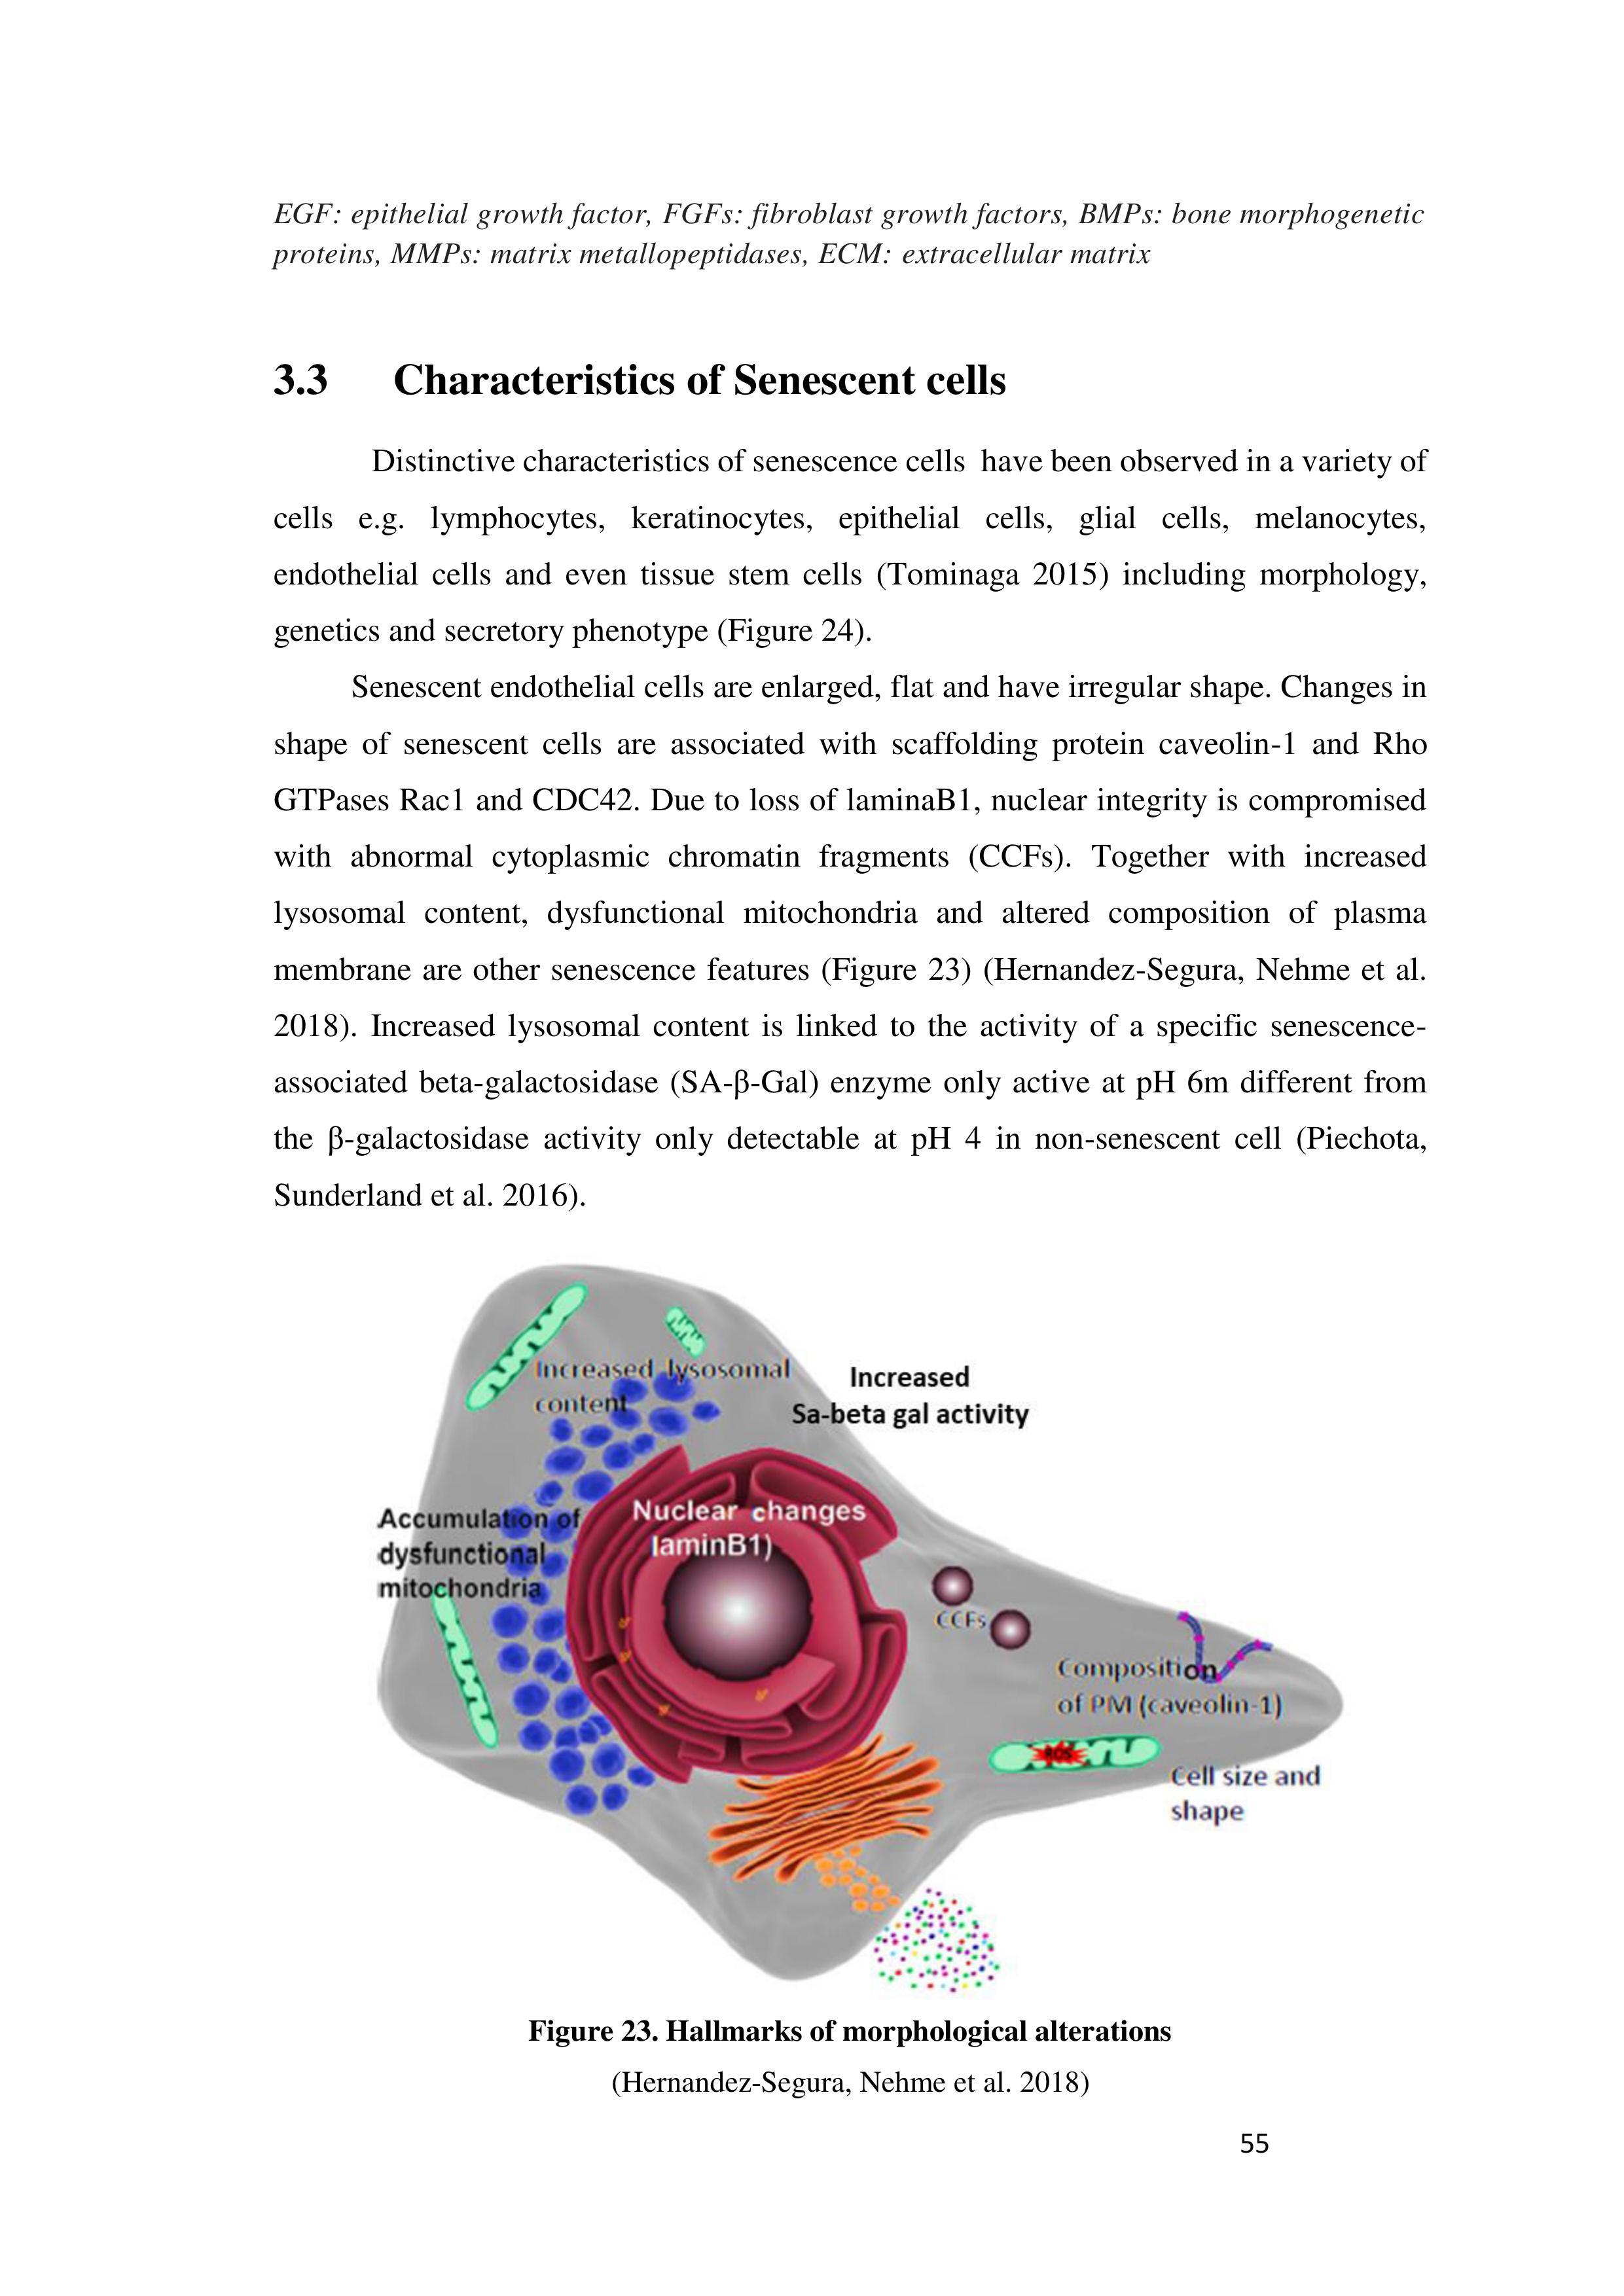 EGF: epithelial growth factor, FGFs: fibroblast growth factors, BMPs: bone morphogenetic
proteins, MMPs: matrix metallopeptidases, ECM: extracellular matrix
3.3 Characteristics of Senescent cells
Distinctive characteristics of senescence cells have been observed in a variety of
cells e.g. lymphocytes, keratinocytes, epithelial cells, glial cells, melanocytes,
endothelial cells and even tissue stem cells (Tominaga 2015) including morphology,
genetics and secretory phenotype (Figure 24).
Senescent endothelial cells are enlarged, flat and have irregular shape. Changes in
shape of senescent cells are associated with scaffolding protein caveolin-1 and Rho
GTPases Rac1 and CDC42. Due to loss of laminaB1, nuclear integrity is compromised
with abnormal cytoplasmic chromatin fragments (CCFs). Together with increased
lysosomal content, dysfunctional mitochondria and altered composition of plasma
membrane are other senescence features (Figure 23) (Hernandez-Segura, Nehme et al.
2018). Increased lysosomal content is linked to the activity of a specific senescence-
associated beta-galactosidase (SA-β-Gal) enzyme only active at pH 6m different from
the β-galactosidase activity only detectable at pH 4 in non-senescent cell (Piechota,
Sunderland et al. 2016).
Increased lysosomal
content
Increased
Sa-beta gal activity
Accumulation of
dysfunctional
mitochondria
Nuclear changes
laminB1)
CCFs
Composition
of PM (caveolin-1)
ROS
Cell size and
shape
Figure 23. Hallmarks of morphological alterations
(Hernandez-Segura, Nehme et al. 2018)
55